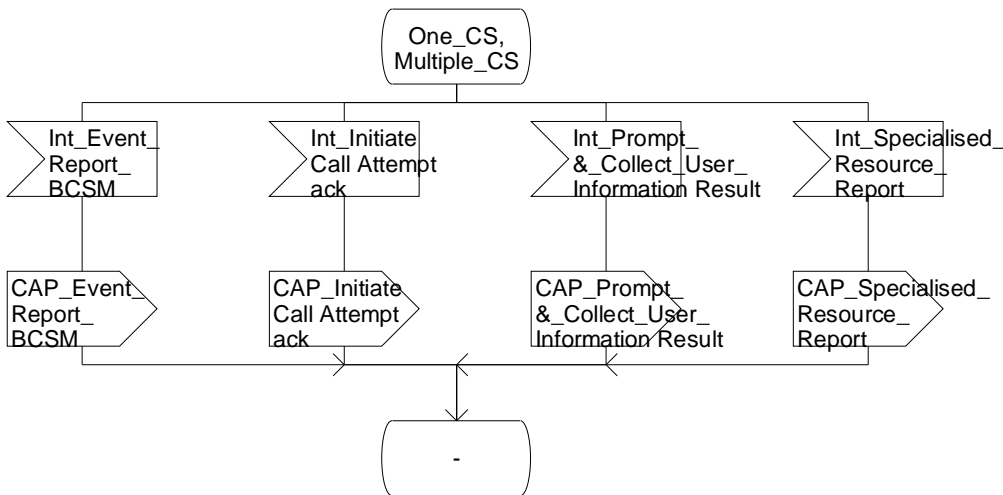 One_CS,
Multiple_CS
Int_Event_
Report_
BCSM
Int_Initiate
Call Attempt
ack
Int_Prompt_
&_Collect_User_
Information Result
Int_Specialised_
Resource_
Report
CAP_Event_
Report_
BCSM
CAP_Initiate
Call Attempt
ack
CAP_Prompt_
&_Collect_User_
Information Result
CAP_Specialised_
Resource_
Report
-